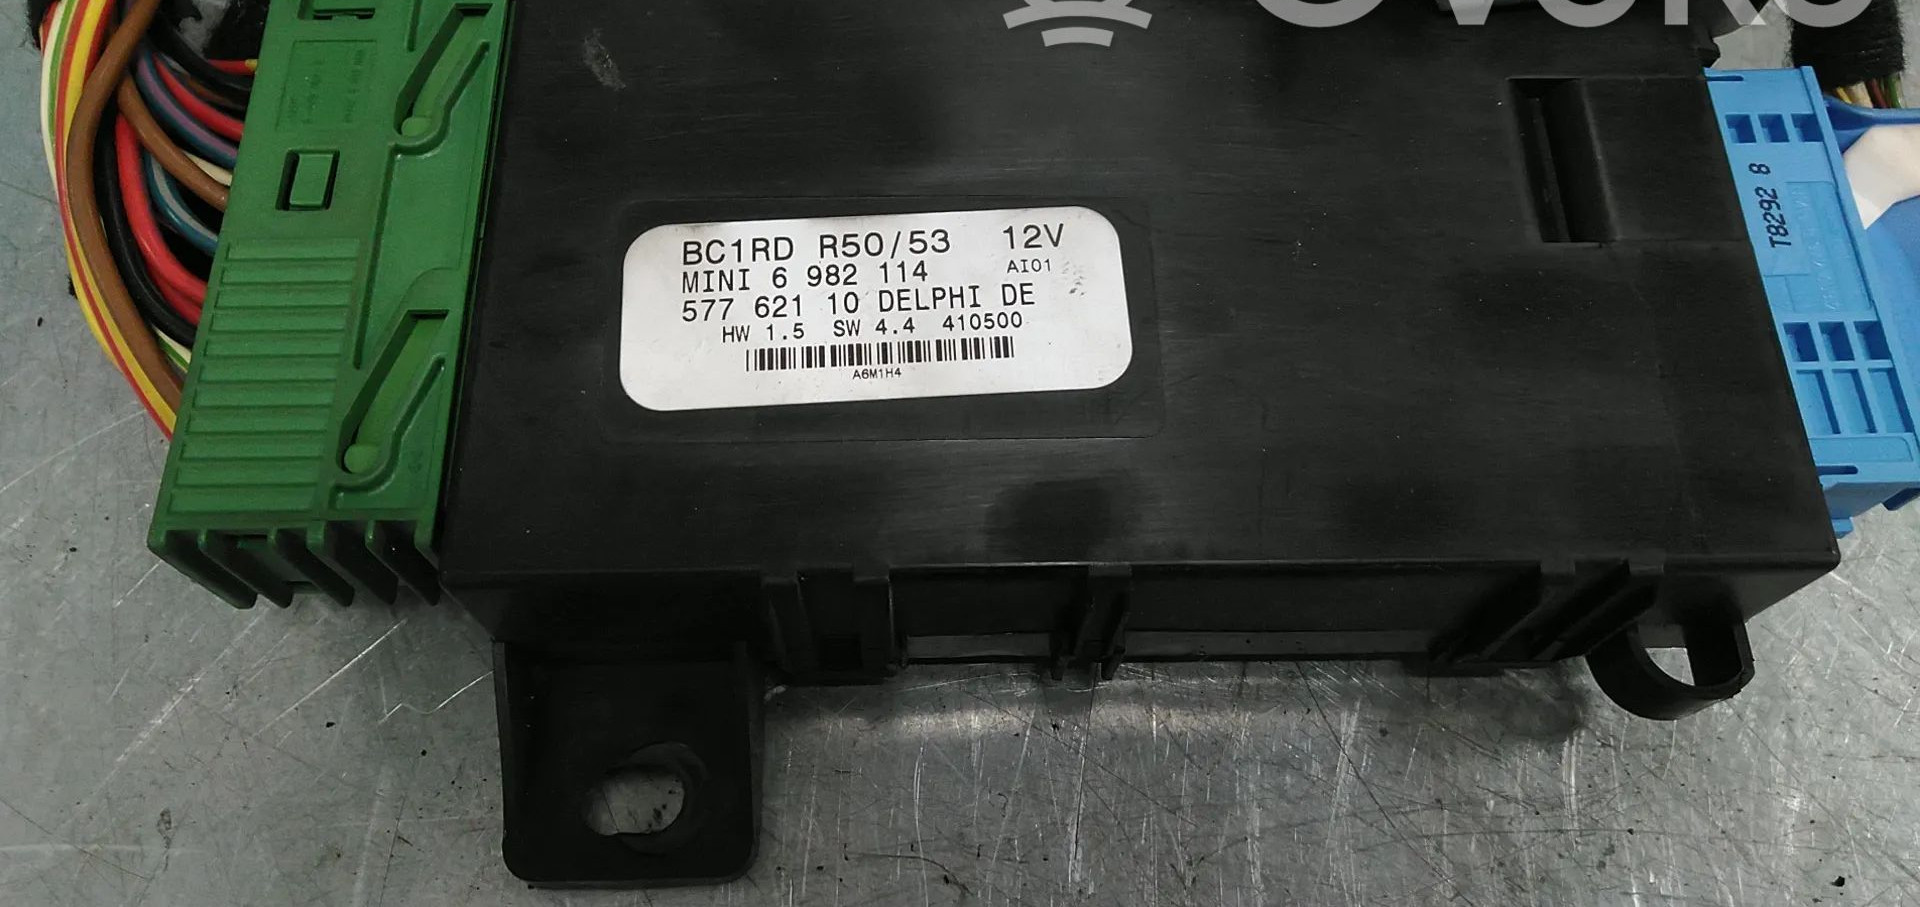 BC1RD R50/53 12V
MINI 6 982 114 AI01
577 621 10 DELPHI DE
HW 1.5 SW 4.4 410500
A6M1H4
T8292 8